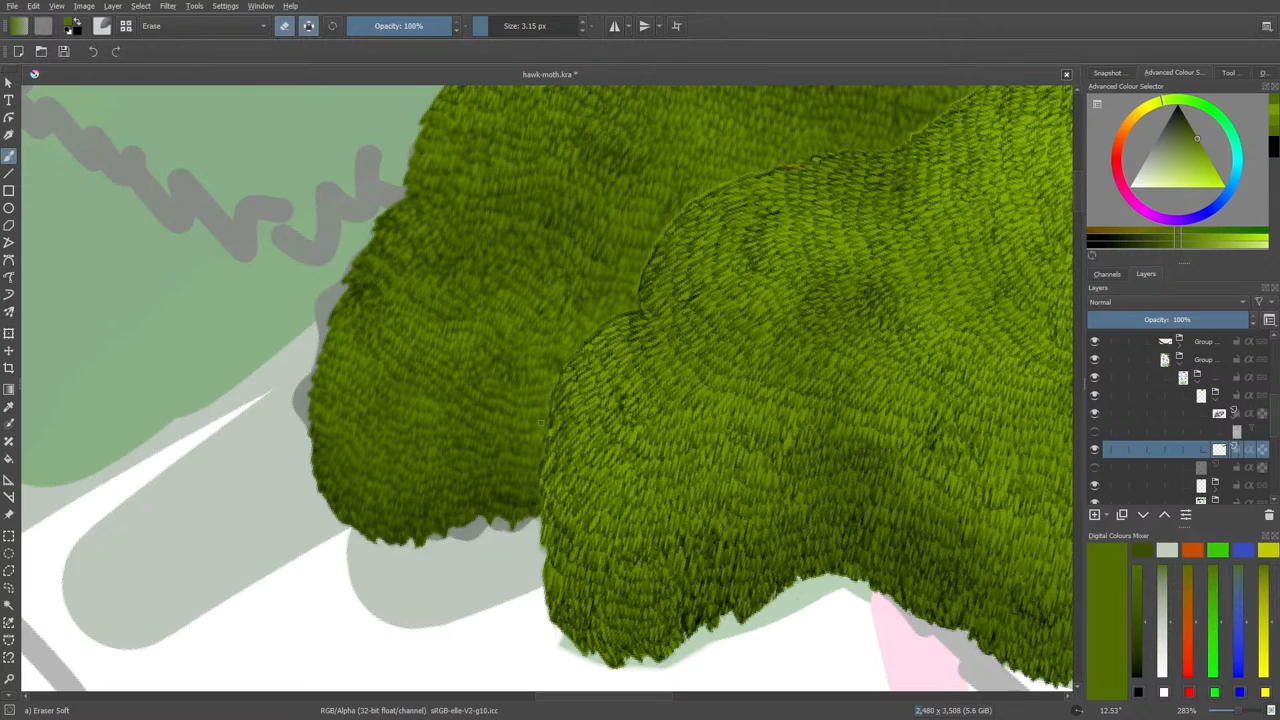 File Edit View Image Layer Select Filter Tools Settings Window Help
Erase Opacity: 100% Size: 3.15 px
hawk-moth.kra *
Snapshot ... Advanced Colour S... Tool ... O...
Advanced Colour Selector
Channels Layers
Layers
Normal
Opacity: 100%
Group ...
Group ...
Digital Colours Mixer
a) Eraser Soft RGB/Alpha (32-bit float/channel) sRGB-elle-V2-g10.icc 2,480 x 3,508 (5.6 GiB) 12.53° 283%